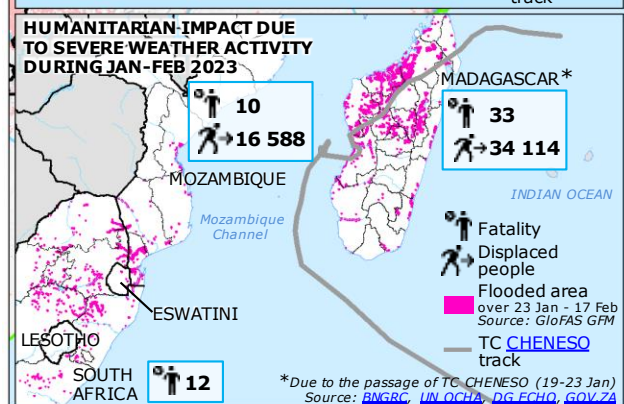 track
HUMANITARIAN IMPACT DUE
TO SEVERE WEATHER ACTIVITY
DURING JAN-FEB 2023
10
16 588
MOZAMBIQUE
Mozambique
Channel
MADAGASCAR*
33
34 114
INDIAN OCEAN
Fatality
Displaced
people
Flooded area
over 23 Jan - 17 Feb
Source: GloFAS GFM
TC CHENESO
track
ESWATINI
LESOTHO
SOUTH
AFRICA
12
*Due to the passage of TC CHENESO (19-23 Jan)
Source: BNGRC, UN OCHA, DG ECHO, GOV.ZA